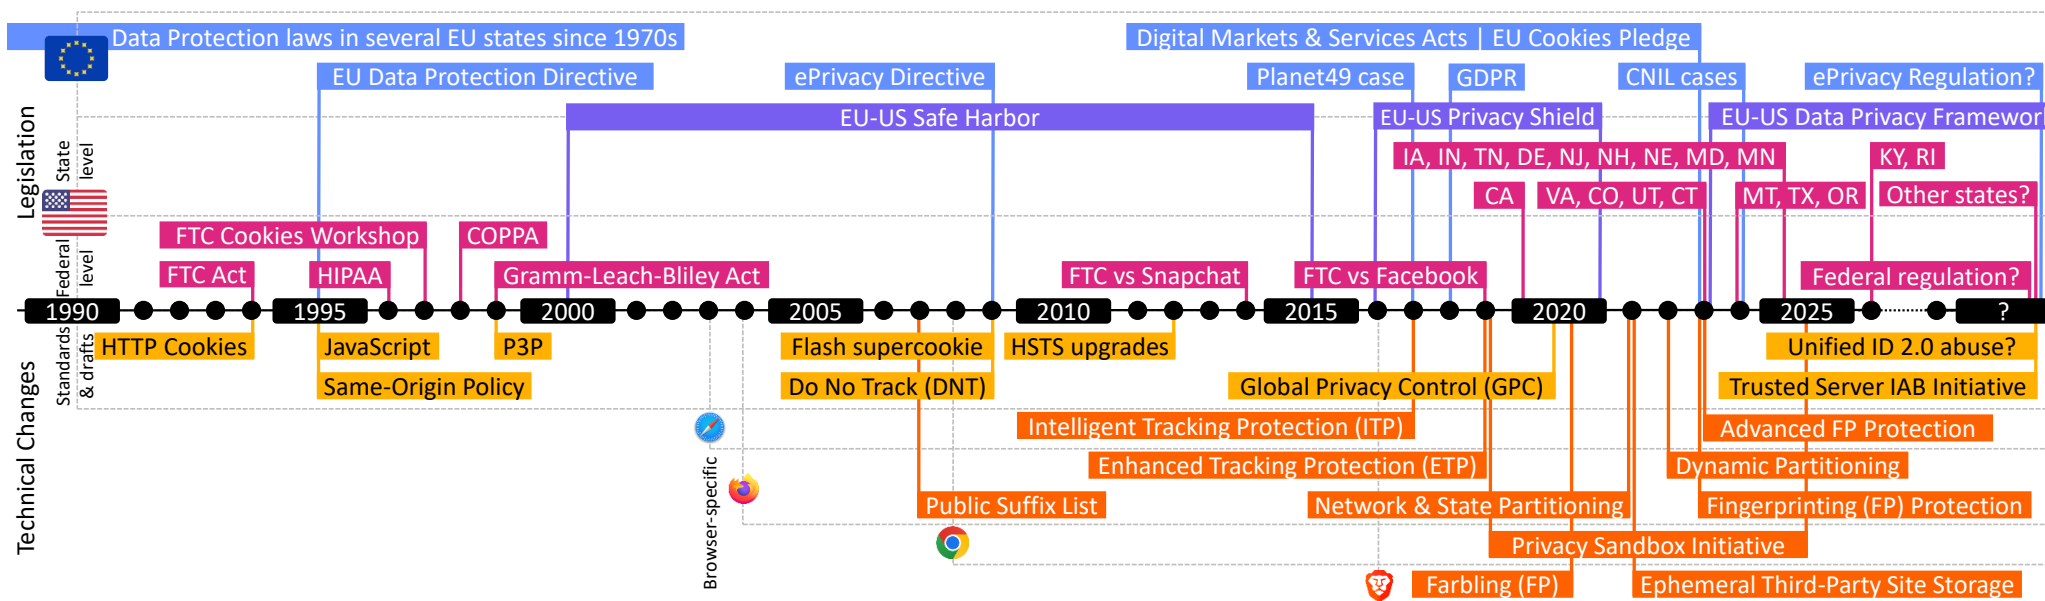 Data Protection laws in several EU states since 1970s
Digital Markets & Services Acts | EU Cookies Pledge
EU Data Protection Directive
ePrivacy Directive
Planet49 case
GDPR
CNIL cases
ePrivacy Regulation?
EU-US Safe Harbor
EU-US Privacy Shield
EU-US Data Privacy Framework
Legislation
State
level
IA, IN, TN, DE, NJ, NH, NE, MD, MN
KY, RI
CA
VA, CO, UT, CT
MT, TX, OR
Other states?
Federal
level
FTC Cookies Workshop
COPPA
FTC Act
HIPAA
Gramm-Leach-Bliley Act
FTC vs Snapchat
FTC vs Facebook
Federal regulation?
1990
1995
2000
2005
2010
2015
2020
2025
?
Technical Changes
Standards
& drafts
HTTP Cookies
JavaScript
P3P
Flash supercookie
HSTS upgrades
Unified ID 2.0 abuse?
Same-Origin Policy
Do No Track (DNT)
Global Privacy Control (GPC)
Trusted Server IAB Initiative
Browser-specific
Intelligent Tracking Protection (ITP)
Advanced FP Protection
Enhanced Tracking Protection (ETP)
Dynamic Partitioning
Public Suffix List
Network & State Partitioning
Fingerprinting (FP) Protection
Privacy Sandbox Initiative
Farbling (FP)
Ephemeral Third-Party Site Storage